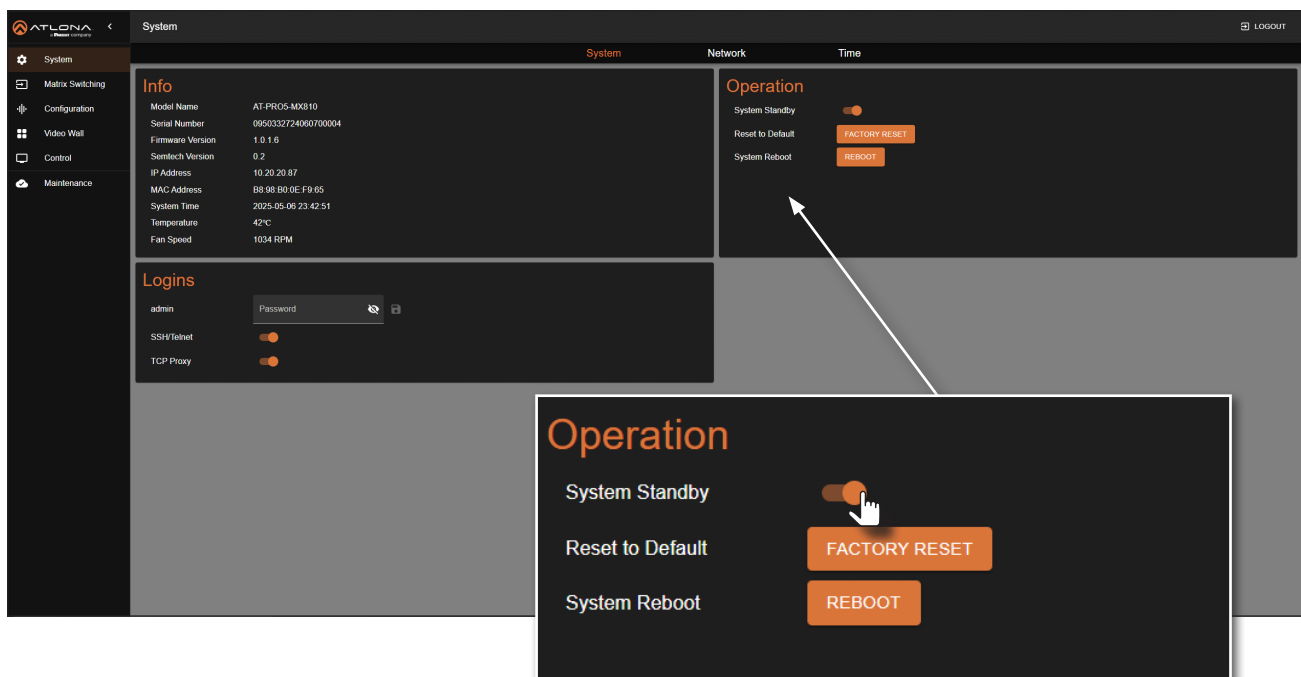 ATLONA
a Panduit company
System
LOGOUT
System
Matrix Switching
Configuration
Video Wall
Control
Maintenance
System Network Time
Info
Model Name AT-PRO5-MX810
Serial Number 0950332724060700004
Firmware Version 1.0.1.6
Semtech Version 0.2
IP Address 10.20.20.87
MAC Address B8:98:B0:0E:F9:65
System Time 2025-05-06 23:42:51
Temperature 42°C
Fan Speed 1034 RPM
Operation
System Standby
Reset to Default FACTORY RESET
System Reboot REBOOT
Logins
admin Password
SSH/Telnet
TCP Proxy
Operation
System Standby
Reset to Default FACTORY RESET
System Reboot REBOOT